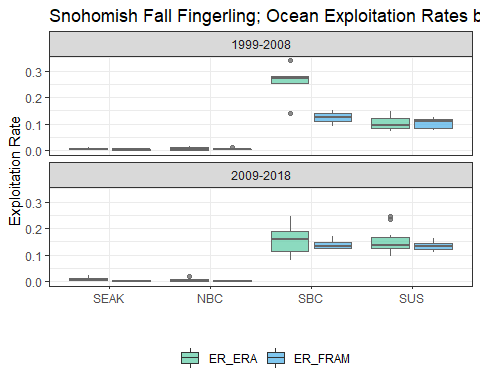 Snohomish Fall Fingerling; Ocean Exploitation Rates b
1999-2008
0.3
0.2
0.1
0.0
Exploitation Rate
2009-2018
0.3
0.2
0.1
0.0
SEAK NBC SBC SUS
ER_ERA ER_FRAM